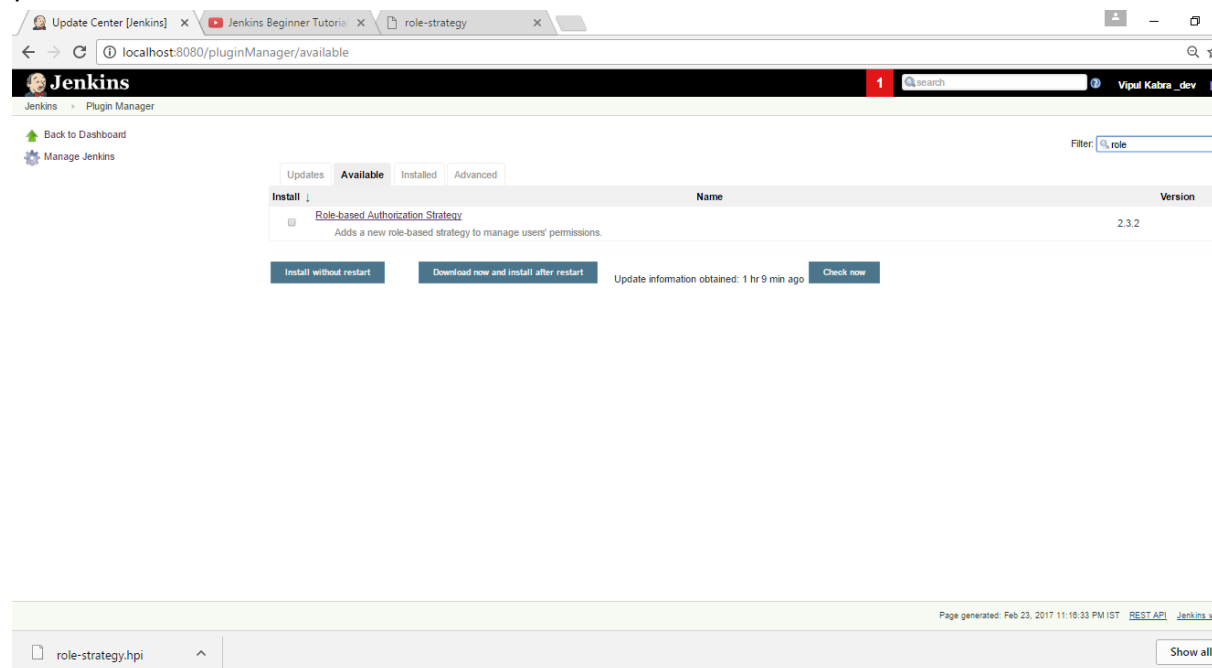 Update Center [Jenkins]
Jenkins Beginner Tutorial
role-strategy
localhost:8080/pluginManager/available
Jenkins
1
search
Vipul Kabra _dev
Jenkins
Plugin Manager
Back to Dashboard
Manage Jenkins
Filter:
role
Updates
Available
Installed
Advanced
Install ↓
Name
Version
Role-based Authorization Strategy
Adds a new role-based strategy to manage users' permissions.
2.3.2
Install without restart
Download now and install after restart
Update information obtained: 1 hr 9 min ago
Check now
Page generated: Feb 23, 2017 11:16:33 PM IST
REST API
Jenkins
role-strategy.hpi
Show all